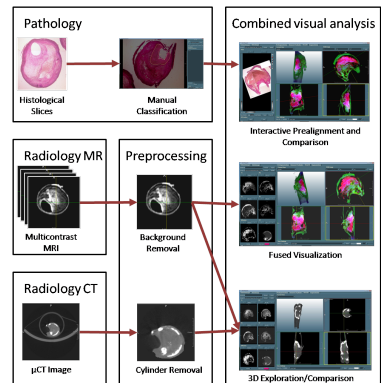 Pathology
Histological
Slices
Manual
Classification
Combined visual analysis
Interactive Prealignment and
Comparison
Radiology MR
Multicontrast
MRI
Preprocessing
Background
Removal
Fused Visualization
Radiology CT
µCT Image
Cylinder Removal
3D Exploration/Comparison